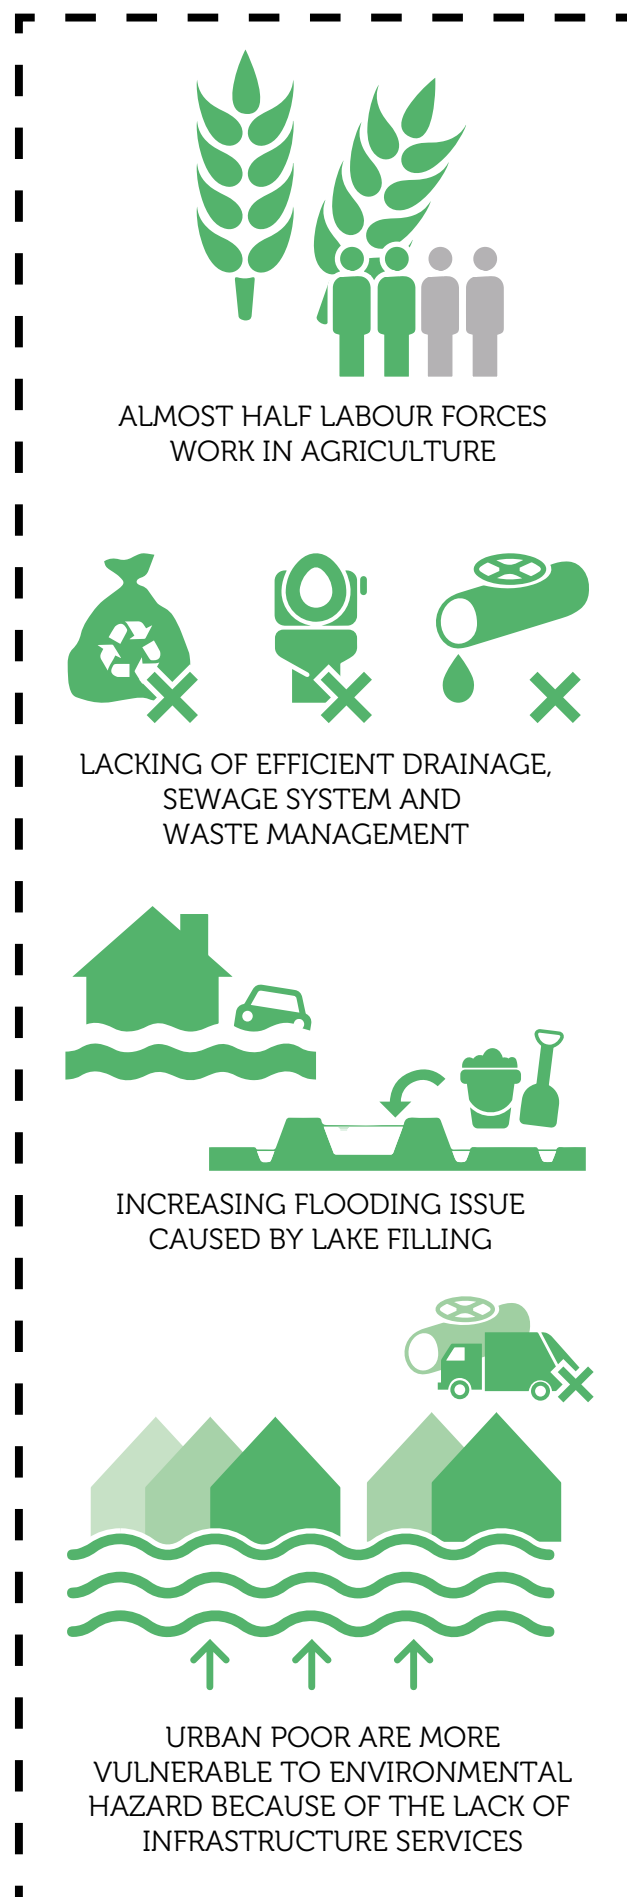 ALMOST HALF LABOUR FORCES
WORK IN AGRICULTURE
LACKING OF EFFICIENT DRAINAGE,
SEWAGE SYSTEM AND
WASTE MANAGEMENT
INCREASING FLOODING ISSUE
CAUSED BY LAKE FILLING
URBAN POOR ARE MORE
VULNERABLE TO ENVIRONMENTAL
HAZARD BECAUSE OF THE LACK OF
INFRASTRUCTURE SERVICES